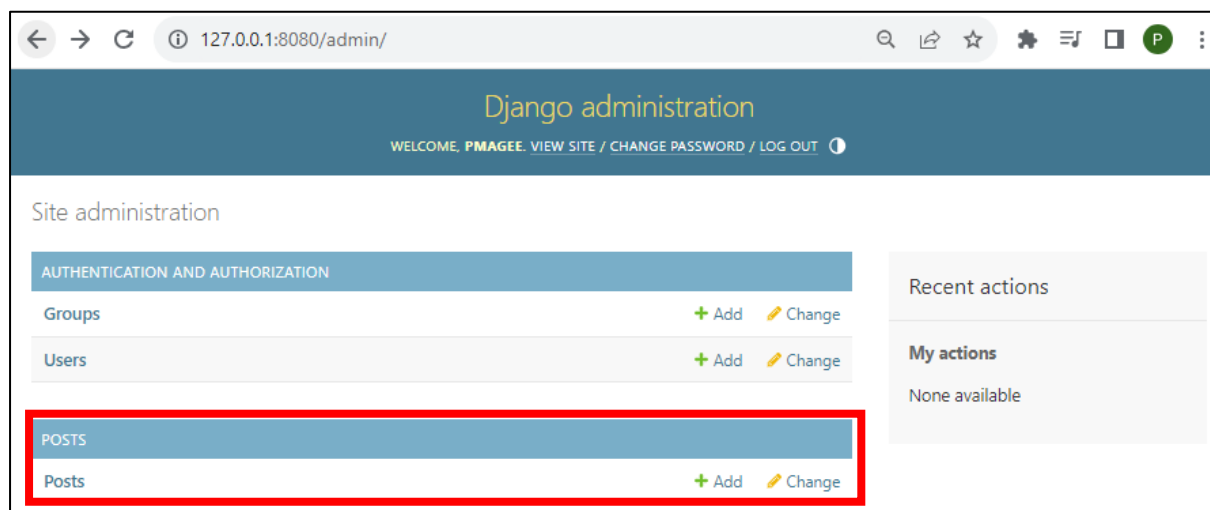 127.0.0.1:8080/admin/
P
Django administration
WELCOME, PMAGEE. VIEW SITE / CHANGE PASSWORD / LOG OUT
Site administration
AUTHENTICATION AND AUTHORIZATION
Groups + Add Change
Users + Add Change
POSTS
Posts + Add Change
Recent actions
My actions
None available